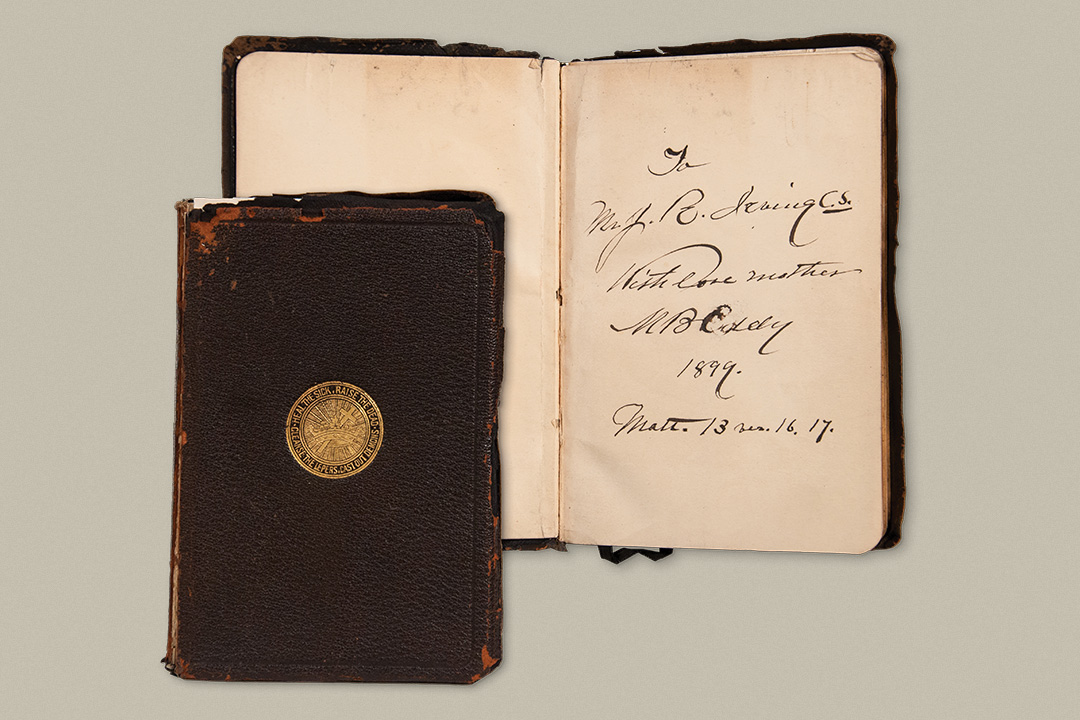 HEAL THE SICK · RAISE THE DEAD · CLEANSE THE LEPERS · CAST OUT DEMONS
To
Mr J. R. Irving C.S.
With love mother
M B Eddy
1899.
Matt. 13 ver. 16, 17.